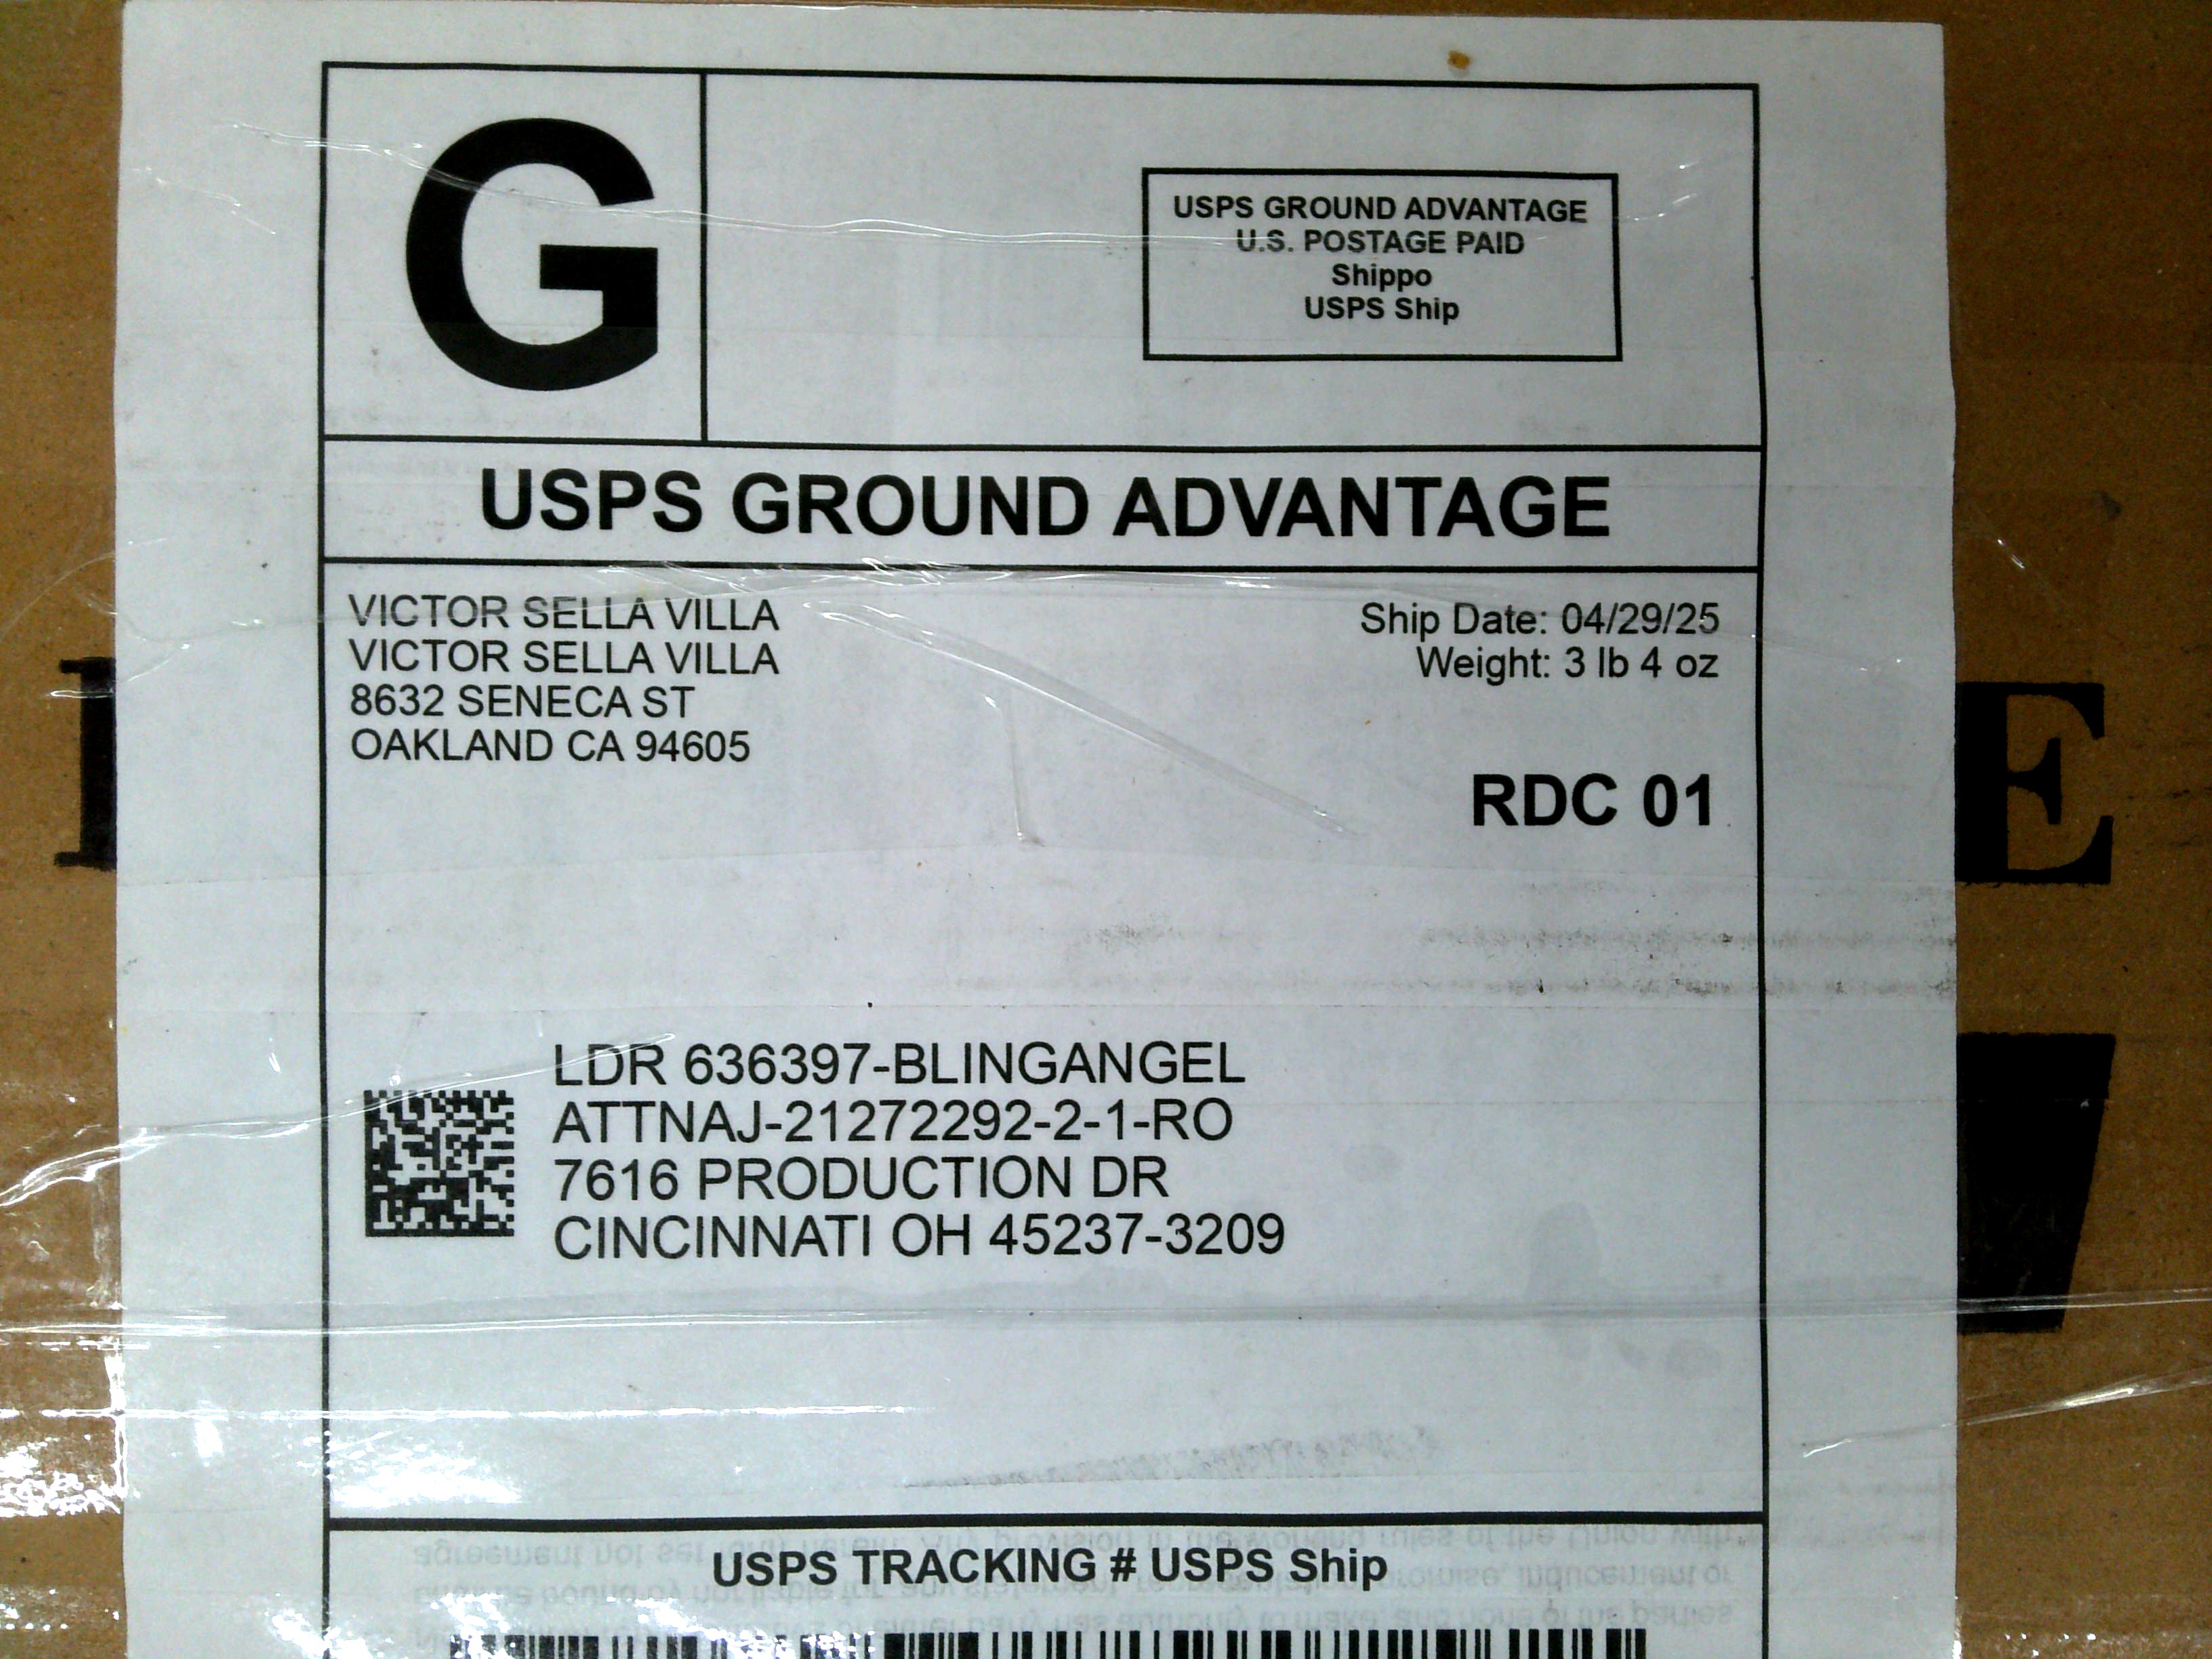 G
USPS GROUND ADVANTAGE
U.S. POSTAGE PAID
Shippo
USPS Ship
USPS GROUND ADVANTAGE
VICTOR SELLA VILLA
VICTOR SELLA VILLA
8632 SENECA ST
OAKLAND CA 94605
Ship Date: 04/29/25
Weight: 3 lb 4 oz
RDC 01
E
LDR 636397-BLINGANGEL
ATTNAJ-21272292-2-1-RO
7616 PRODUCTION DR
CINCINNATI OH 45237-3209
USPS TRACKING # USPS Ship